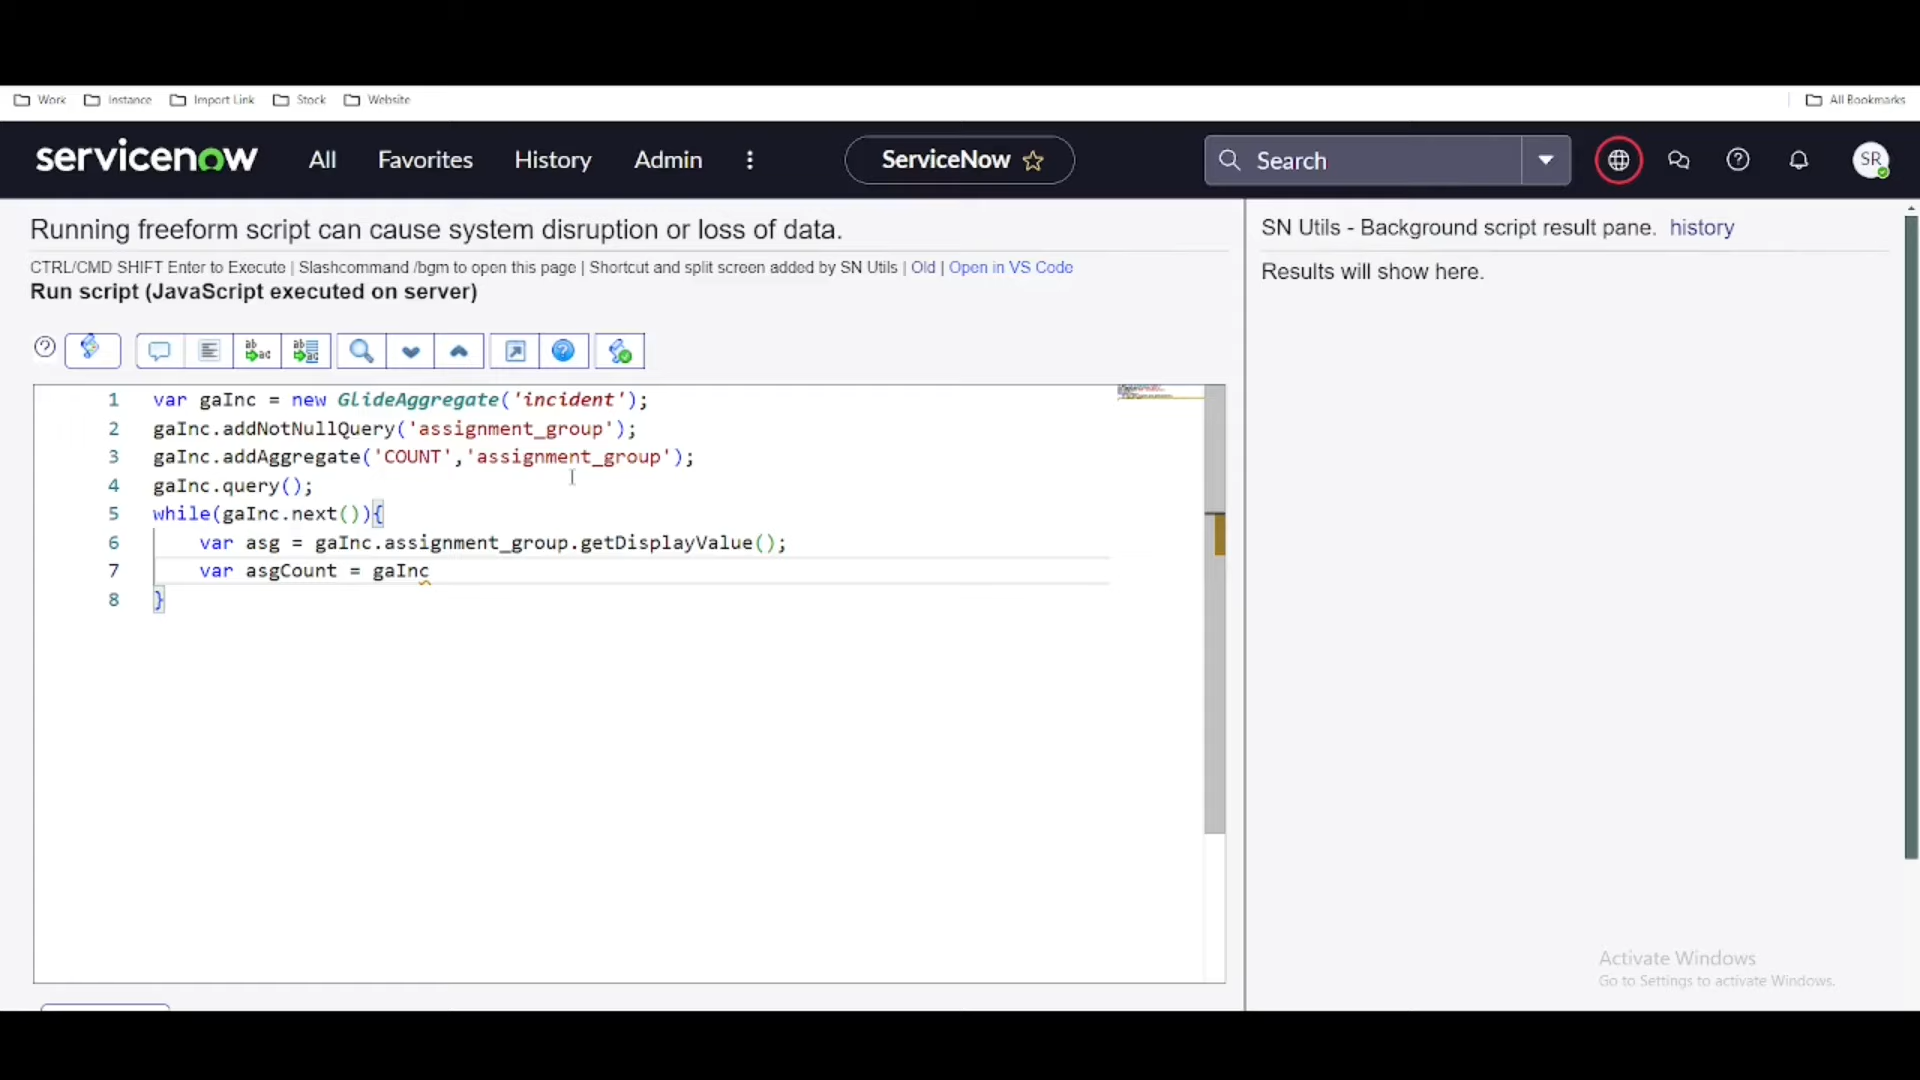 Work Instance Import Link Stock Website All Bookmarks
servicenow All Favorites History Admin ServiceNow Search SR
Running freeform script can cause system disruption or loss of data.
CTRL/CMD SHIFT Enter to Execute | Slashcommand /bgm to open this page | Shortcut and split screen added by SN Utils | Old | Open in VS Code
Run script (JavaScript executed on server)
1 var gaInc = new GlideAggregate('incident');
2 gaInc.addNotNullQuery('assignment_group');
3 gaInc.addAggregate('COUNT','assignment_group');
4 gaInc.query();
5 while(gaInc.next()){
6 var asg = gaInc.assignment_group.getDisplayValue();
7 var asgCount = gaInc
8 }
SN Utils - Background script result pane. history
Results will show here.
Activate Windows
Go to Settings to activate Windows.